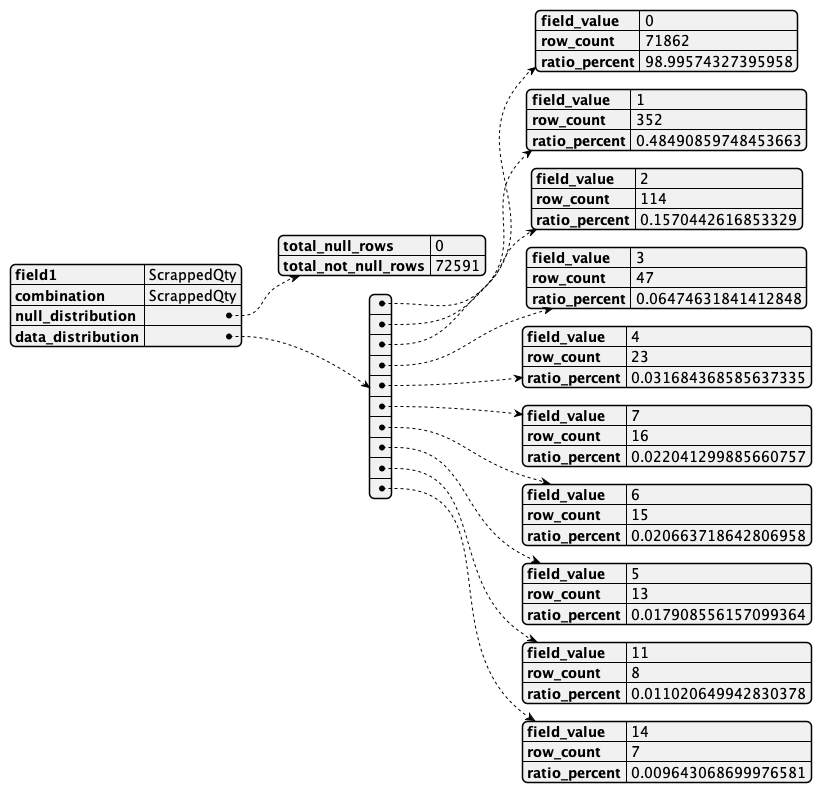 field1 ScrappedQty
combination ScrappedQty
null_distribution
data_distribution
total_null_rows 0
total_not_null_rows 72591
field_value 0
row_count 71862
ratio_percent 98.99574327395958
field_value 1
row_count 352
ratio_percent 0.48490859748453663
field_value 2
row_count 114
ratio_percent 0.1570442616853329
field_value 3
row_count 47
ratio_percent 0.06474631841412848
field_value 4
row_count 23
ratio_percent 0.031684368585637335
field_value 7
row_count 16
ratio_percent 0.022041299885660757
field_value 6
row_count 15
ratio_percent 0.020663718642806958
field_value 5
row_count 13
ratio_percent 0.017908556157099364
field_value 11
row_count 8
ratio_percent 0.011020649942830378
field_value 14
row_count 7
ratio_percent 0.009643068699976581